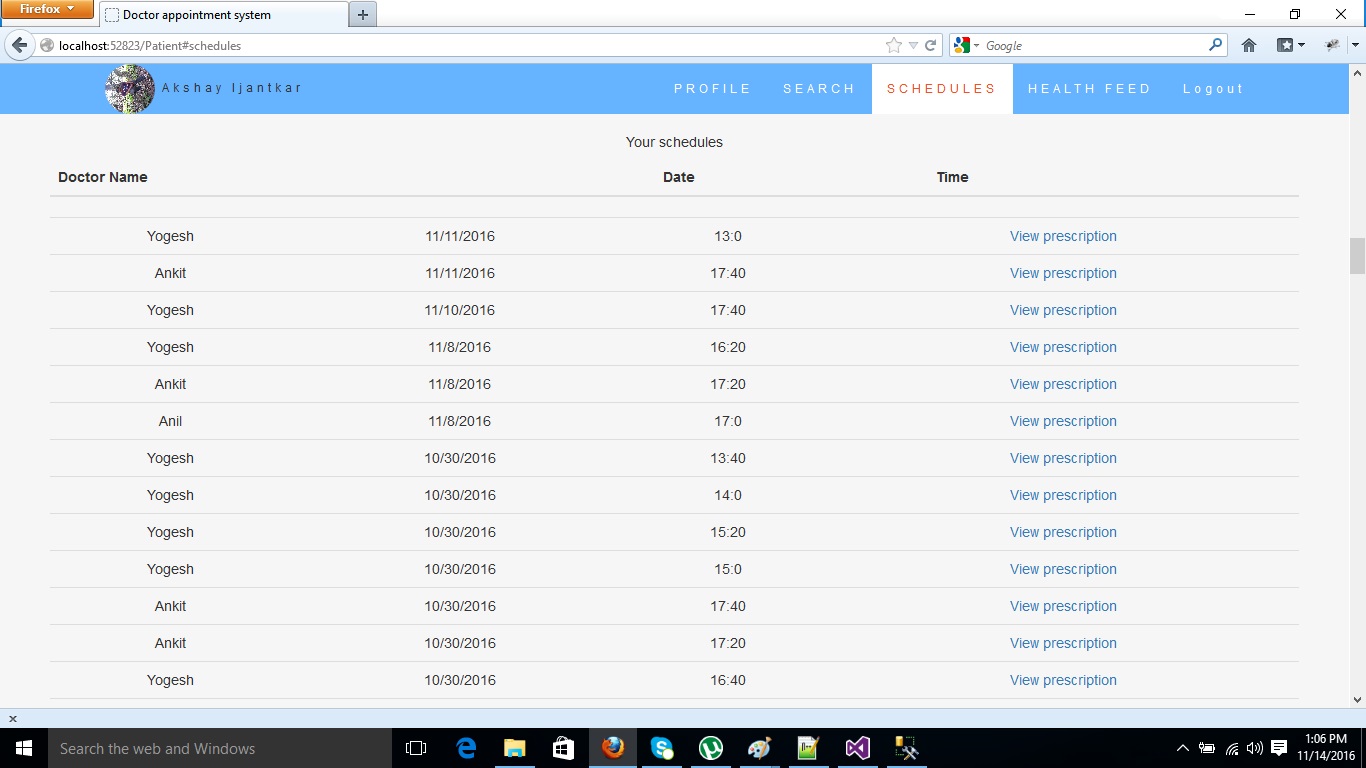 Firefox
Doctor appointment system
localhost:52823/Patient#schedules
Google
Akshay Ijantkar
PROFILE
SEARCH
SCHEDULES
HEALTH FEED
Logout
Your schedules
Doctor Name Date Time
Yogesh 11/11/2016 13:0 View prescription
Ankit 11/11/2016 17:40 View prescription
Yogesh 11/10/2016 17:40 View prescription
Yogesh 11/8/2016 16:20 View prescription
Ankit 11/8/2016 17:20 View prescription
Anil 11/8/2016 17:0 View prescription
Yogesh 10/30/2016 13:40 View prescription
Yogesh 10/30/2016 14:0 View prescription
Yogesh 10/30/2016 15:20 View prescription
Yogesh 10/30/2016 15:0 View prescription
Ankit 10/30/2016 17:40 View prescription
Ankit 10/30/2016 17:20 View prescription
Yogesh 10/30/2016 16:40 View prescription
Search the web and Windows
1:06 PM
11/14/2016